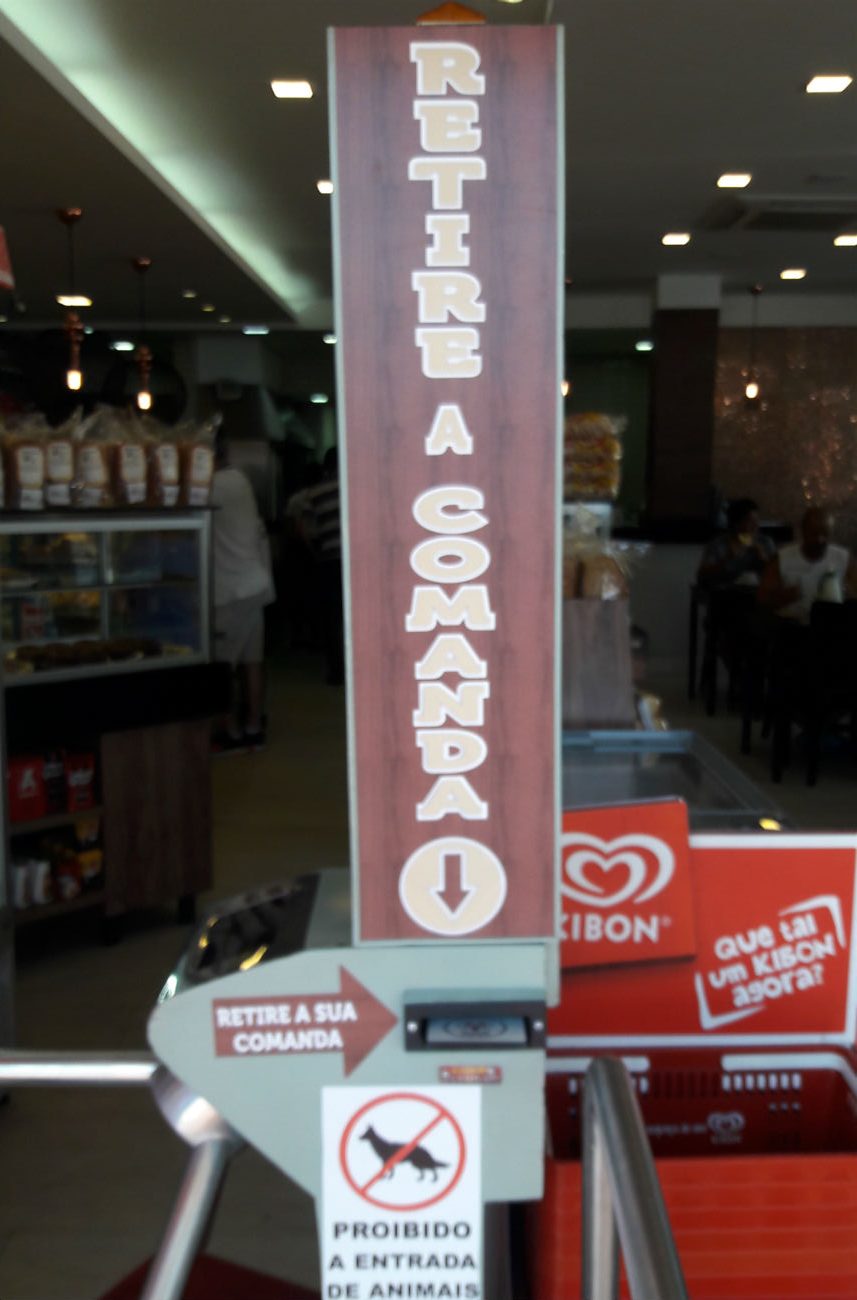 RETIRE A COMANDA
RETIRE A SUA
COMANDA
PROIBIDO
A ENTRADA
DE ANIMAIS
KIBON
Que tal
um KIBON
agora?